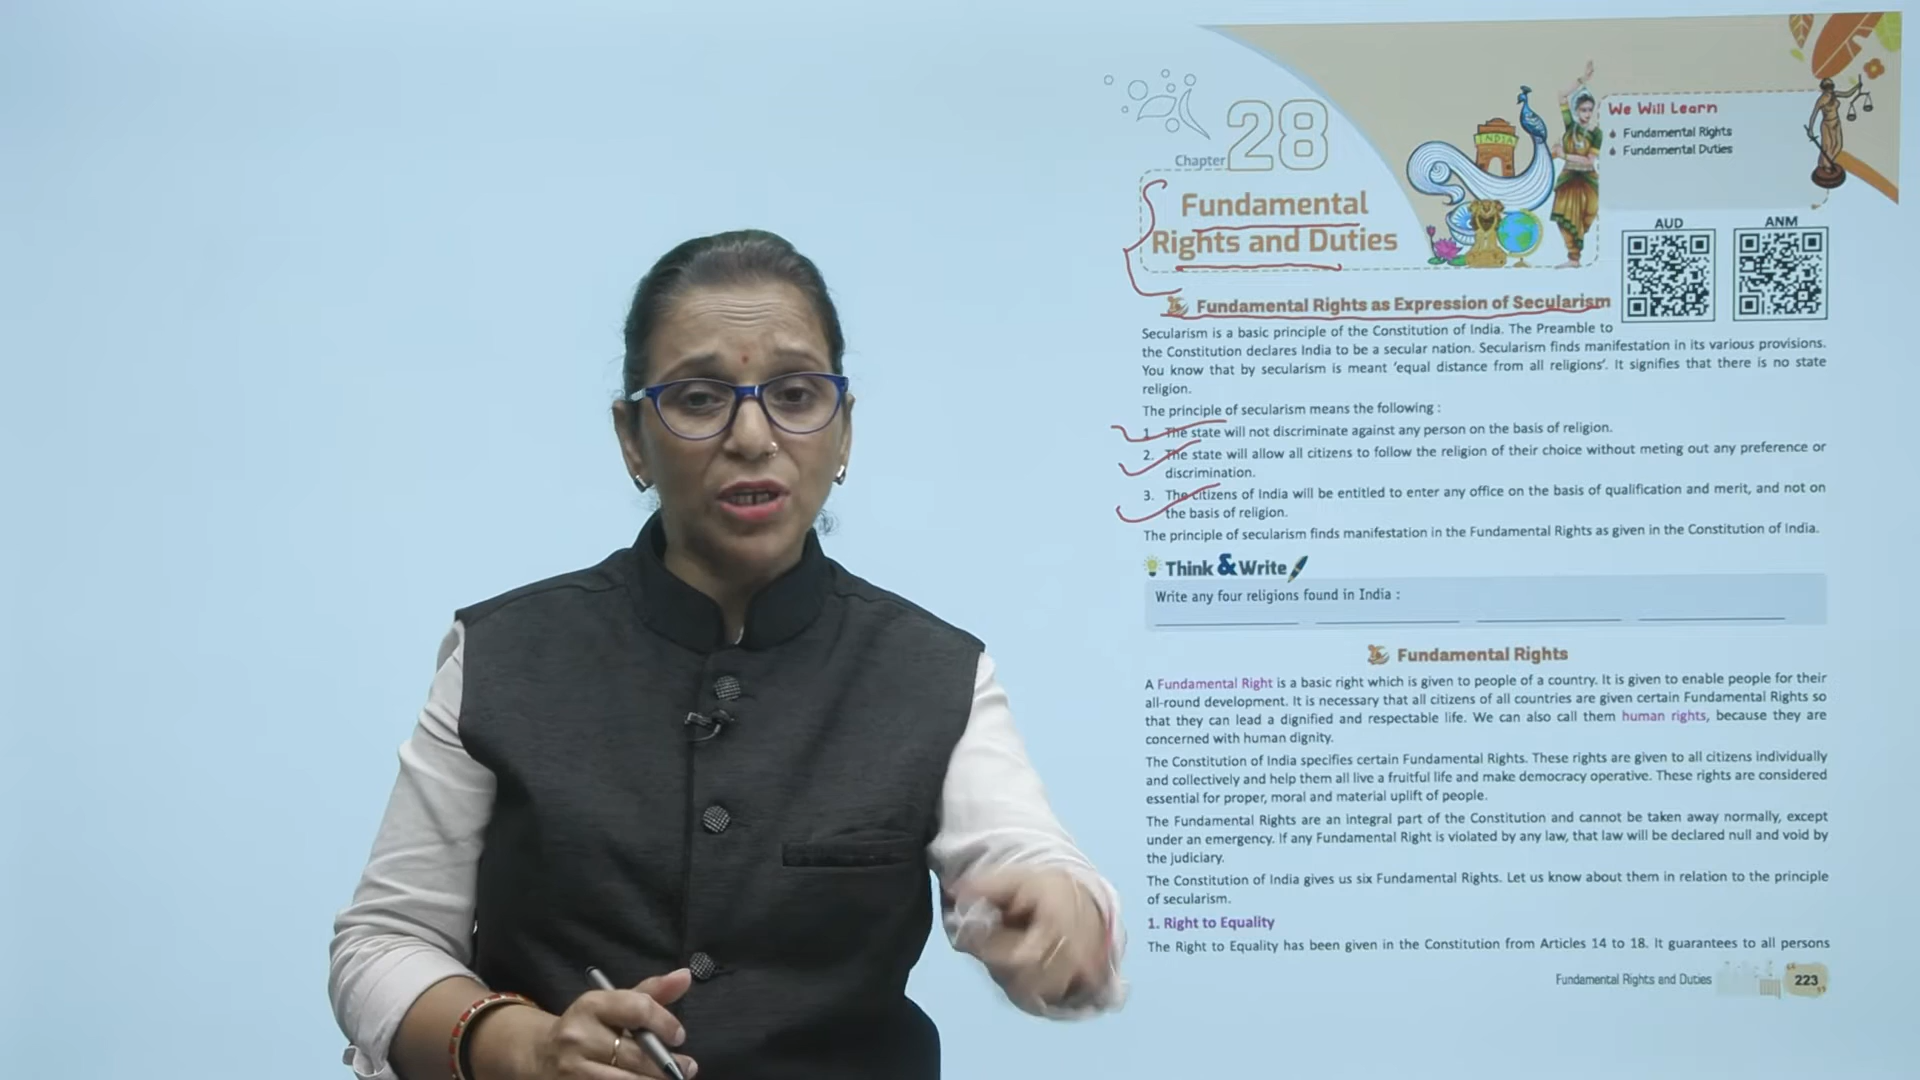 Chapter 28
Fundamental
Rights and Duties
We Will Learn
Fundamental Rights
Fundamental Duties
INDIA
AUD
ANM
Fundamental Rights as Expression of Secularism
Secularism is a basic principle of the Constitution of India. The Preamble to
the Constitution declares India to be a secular nation. Secularism finds manifestation in its various provisions.
You know that by secularism is meant ‘equal distance from all religions’. It signifies that there is no state
religion.
The principle of secularism means the following :
1. The state will not discriminate against any person on the basis of religion.
2. The state will allow all citizens to follow the religion of their choice without meting out any preference or
discrimination.
3. The citizens of India will be entitled to enter any office on the basis of qualification and merit, and not on
the basis of religion.
The principle of secularism finds manifestation in the Fundamental Rights as given in the Constitution of India.
Think & Write
Write any four religions found in India :
Fundamental Rights
A Fundamental Right is a basic right which is given to people of a country. It is given to enable people for their
all-round development. It is necessary that all citizens of all countries are given certain Fundamental Rights so
that they can lead a dignified and respectable life. We can also call them human rights, because they are
concerned with human dignity.
The Constitution of India specifies certain Fundamental Rights. These rights are given to all citizens individually
and collectively and help them all live a fruitful life and make democracy operative. These rights are considered
essential for proper, moral and material uplift of people.
The Fundamental Rights are an integral part of the Constitution and cannot be taken away normally, except
under an emergency. If any Fundamental Right is violated by any law, that law will be declared null and void by
the judiciary.
The Constitution of India gives us six Fundamental Rights. Let us know about them in relation to the principle
of secularism.
1. Right to Equality
The Right to Equality has been given in the Constitution from Articles 14 to 18. It guarantees to all persons
Fundamental Rights and Duties
223